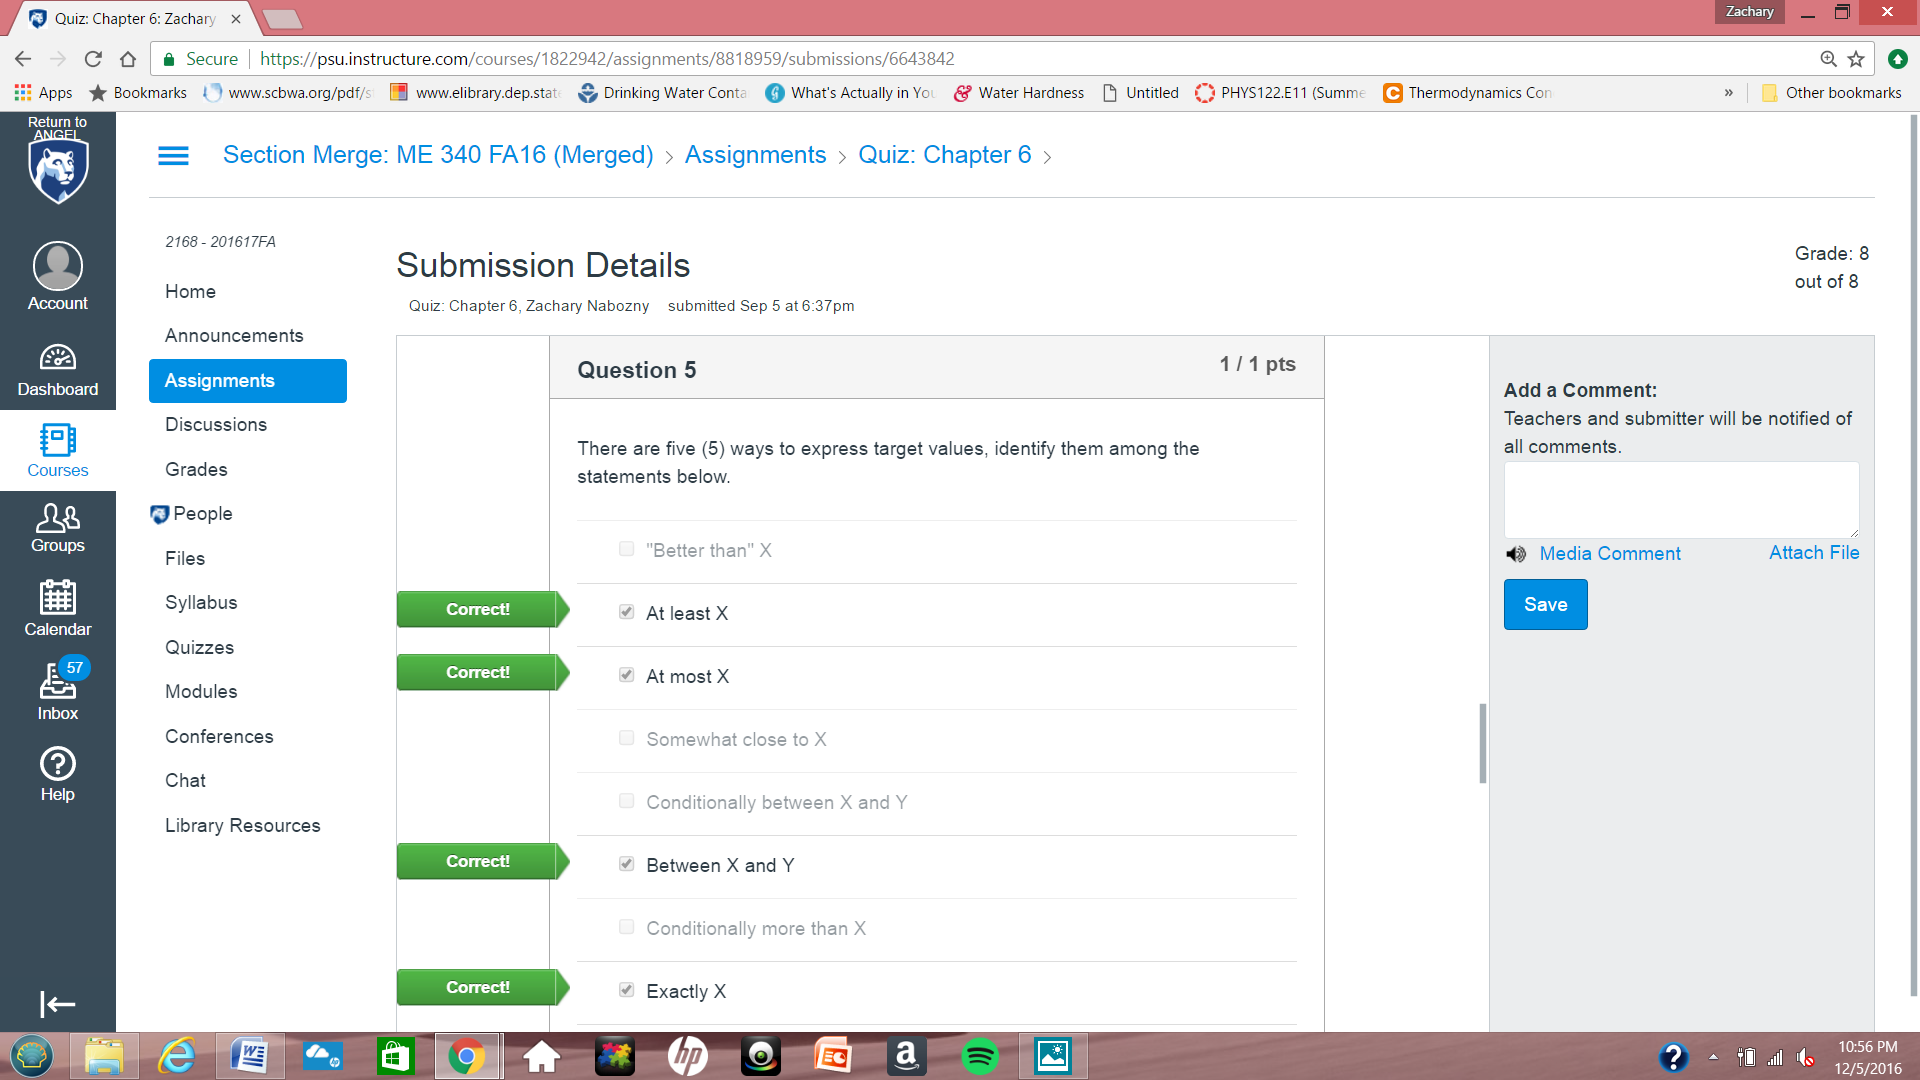 Quiz: Chapter 6: Zachary
Zachary
Secure
https://psu.instructure.com/courses/1822942/assignments/8818959/submissions/6643842
Apps
Bookmarks
www.scbwa.org/pdf/s
www.elibrary.dep.stat
Drinking Water Conta
What's Actually in You
Water Hardness
Untitled
PHYS122.E11 (Summe
Thermodynamics Con
»
Other bookmarks
Return to
ANGEL
Account
Dashboard
Courses
Groups
Calendar
57
Inbox
Help
Section Merge: ME 340 FA16 (Merged) > Assignments > Quiz: Chapter 6 >
2168 - 201617FA
Home
Announcements
Assignments
Discussions
Grades
People
Files
Syllabus
Quizzes
Modules
Conferences
Chat
Library Resources
Submission Details
Quiz: Chapter 6, Zachary Nabozny submitted Sep 5 at 6:37pm
Grade: 8
out of 8
Question 5
1 / 1 pts
There are five (5) ways to express target values, identify them among the
statements below.
"Better than" X
Correct!
At least X
Correct!
At most X
Somewhat close to X
Conditionally between X and Y
Correct!
Between X and Y
Conditionally more than X
Correct!
Exactly X
Add a Comment:
Teachers and submitter will be notified of
all comments.
Media Comment
Attach File
Save
10:56 PM
12/5/2016